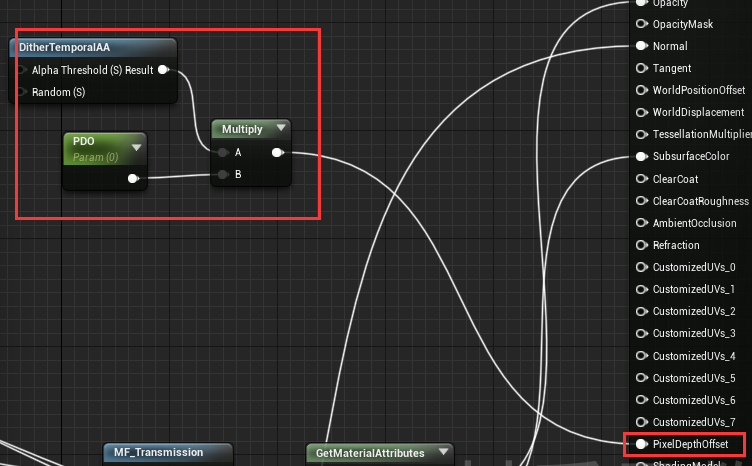 DitherTemporalAA
Alpha Threshold (S) Result
Random (S)
PDO
Param (0)
Multiply
A
B
MF_Transmission
GetMaterialAttributes
Opacity
OpacityMask
Normal
Tangent
WorldPositionOffset
WorldDisplacement
TessellationMultiplier
SubsurfaceColor
ClearCoat
ClearCoatRoughness
AmbientOcclusion
Refraction
CustomizedUVs_0
CustomizedUVs_1
CustomizedUVs_2
CustomizedUVs_3
CustomizedUVs_4
CustomizedUVs_5
CustomizedUVs_6
CustomizedUVs_7
PixelDepthOffset
ShadingModel